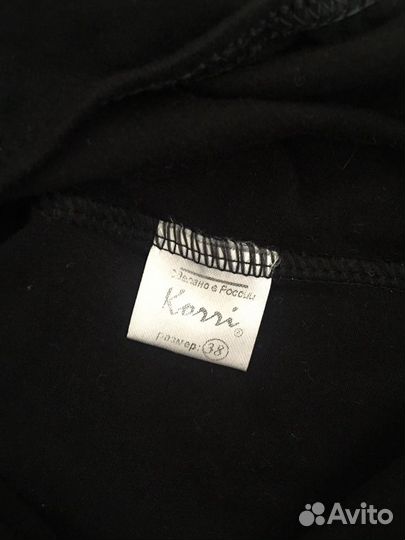 Сделано в России
Korri®
размер: 38
Avito